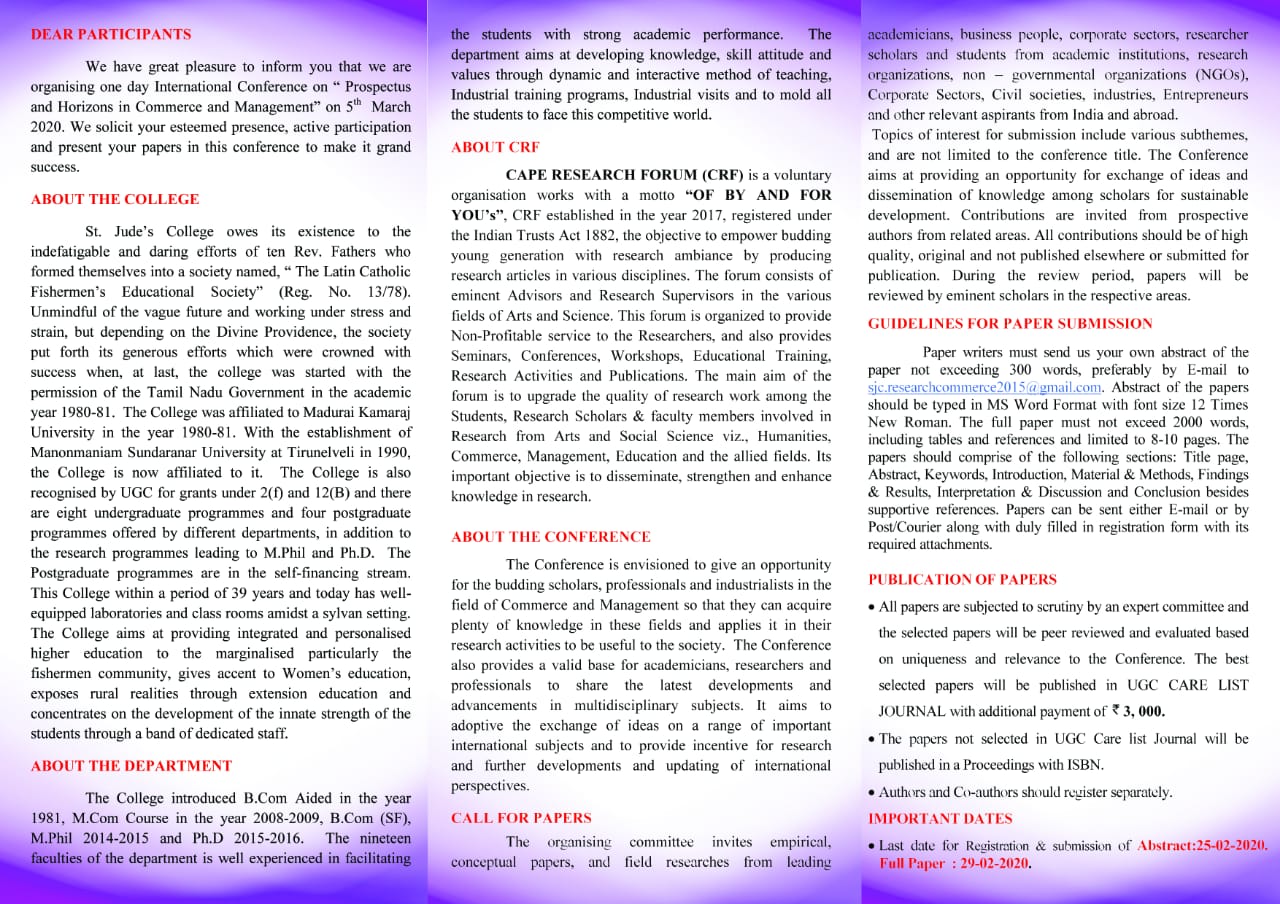 DEAR PARTICIPANTS
We have great pleasure to inform you that we are
organising one day International Conference on “ Prospectus
and Horizons in Commerce and Management” on 5th March
2020. We solicit your esteemed presence, active participation
and present your papers in this conference to make it grand
success.
ABOUT THE COLLEGE
St. Jude’s College owes its existence to the
indefatigable and daring efforts of ten Rev. Fathers who
formed themselves into a society named, “ The Latin Catholic
Fishermen’s Educational Society” (Reg. No. 13/78).
Unmindful of the vague future and working under stress and
strain, but depending on the Divine Providence, the society
put forth its generous efforts which were crowned with
success when, at last, the college was started with the
permission of the Tamil Nadu Government in the academic
year 1980-81. The College was affiliated to Madurai Kamaraj
University in the year 1980-81. With the establishment of
Manonmaniam Sundaranar University at Tirunelveli in 1990,
the College is now affiliated to it. The College is also
recognised by UGC for grants under 2(f) and 12(B) and there
are eight undergraduate programmes and four postgraduate
programmes offered by different departments, in addition to
the research programmes leading to M.Phil and Ph.D. The
Postgraduate programmes are in the self-financing stream.
This College within a period of 39 years and today has well-
equipped laboratories and class rooms amidst a sylvan setting.
The College aims at providing integrated and personalised
higher education to the marginalised particularly the
fishermen community, gives accent to Women’s education,
exposes rural realities through extension education and
concentrates on the development of the innate strength of the
students through a band of dedicated staff.
ABOUT THE DEPARTMENT
The College introduced B.Com Aided in the year
1981, M.Com Course in the year 2008-2009, B.Com (SF),
M.Phil 2014-2015 and Ph.D 2015-2016. The nineteen
faculties of the department is well experienced in facilitating
the students with strong academic performance. The
department aims at developing knowledge, skill attitude and
values through dynamic and interactive method of teaching,
Industrial training programs, Industrial visits and to mold all
the students to face this competitive world.
ABOUT CRF
CAPE RESEARCH FORUM (CRF) is a voluntary
organisation works with a motto “OF BY AND FOR
YOU’s”, CRF established in the year 2017, registered under
the Indian Trusts Act 1882, the objective to empower budding
young generation with research ambiance by producing
research articles in various disciplines. The forum consists of
eminent Advisors and Research Supervisors in the various
fields of Arts and Science. This forum is organized to provide
Non-Profitable service to the Researchers, and also provides
Seminars, Conferences, Workshops, Educational Training,
Research Activities and Publications. The main aim of the
forum is to upgrade the quality of research work among the
Students, Research Scholars & faculty members involved in
Research from Arts and Social Science viz., Humanities,
Commerce, Management, Education and the allied fields. Its
important objective is to disseminate, strengthen and enhance
knowledge in research.
ABOUT THE CONFERENCE
The Conference is envisioned to give an opportunity
for the budding scholars, professionals and industrialists in the
field of Commerce and Management so that they can acquire
plenty of knowledge in these fields and applies it in their
research activities to be useful to the society. The Conference
also provides a valid base for academicians, researchers and
professionals to share the latest developments and
advancements in multidisciplinary subjects. It aims to
adoptive the exchange of ideas on a range of important
international subjects and to provide incentive for research
and further developments and updating of international
perspectives.
CALL FOR PAPERS
The organising committee invites empirical,
conceptual papers, and field researches from leading
academicians, business people, corporate sectors, researcher
scholars and students from academic institutions, research
organizations, non – governmental organizations (NGOs),
Corporate Sectors, Civil societies, industries, Entrepreneurs
and other relevant aspirants from India and abroad.
Topics of interest for submission include various subthemes,
and are not limited to the conference title. The Conference
aims at providing an opportunity for exchange of ideas and
dissemination of knowledge among scholars for sustainable
development. Contributions are invited from prospective
authors from related areas. All contributions should be of high
quality, original and not published elsewhere or submitted for
publication. During the review period, papers will be
reviewed by eminent scholars in the respective areas.
GUIDELINES FOR PAPER SUBMISSION
Paper writers must send us your own abstract of the
paper not exceeding 300 words, preferably by E-mail to
sjc.researchcommerce2015@gmail.com. Abstract of the papers
should be typed in MS Word Format with font size 12 Times
New Roman. The full paper must not exceed 2000 words,
including tables and references and limited to 8-10 pages. The
papers should comprise of the following sections: Title page,
Abstract, Keywords, Introduction, Material & Methods, Findings
& Results, Interpretation & Discussion and Conclusion besides
supportive references. Papers can be sent either E-mail or by
Post/Courier along with duly filled in registration form with its
required attachments.
PUBLICATION OF PAPERS
• All papers are subjected to scrutiny by an expert committee and
the selected papers will be peer reviewed and evaluated based
on uniqueness and relevance to the Conference. The best
selected papers will be published in UGC CARE LIST
JOURNAL with additional payment of ₹ 3, 000.
• The papers not selected in UGC Care list Journal will be
published in a Proceedings with ISBN.
• Authors and Co-authors should register separately.
IMPORTANT DATES
• Last date for Registration & submission of Abstract:25-02-2020.
Full Paper : 29-02-2020.